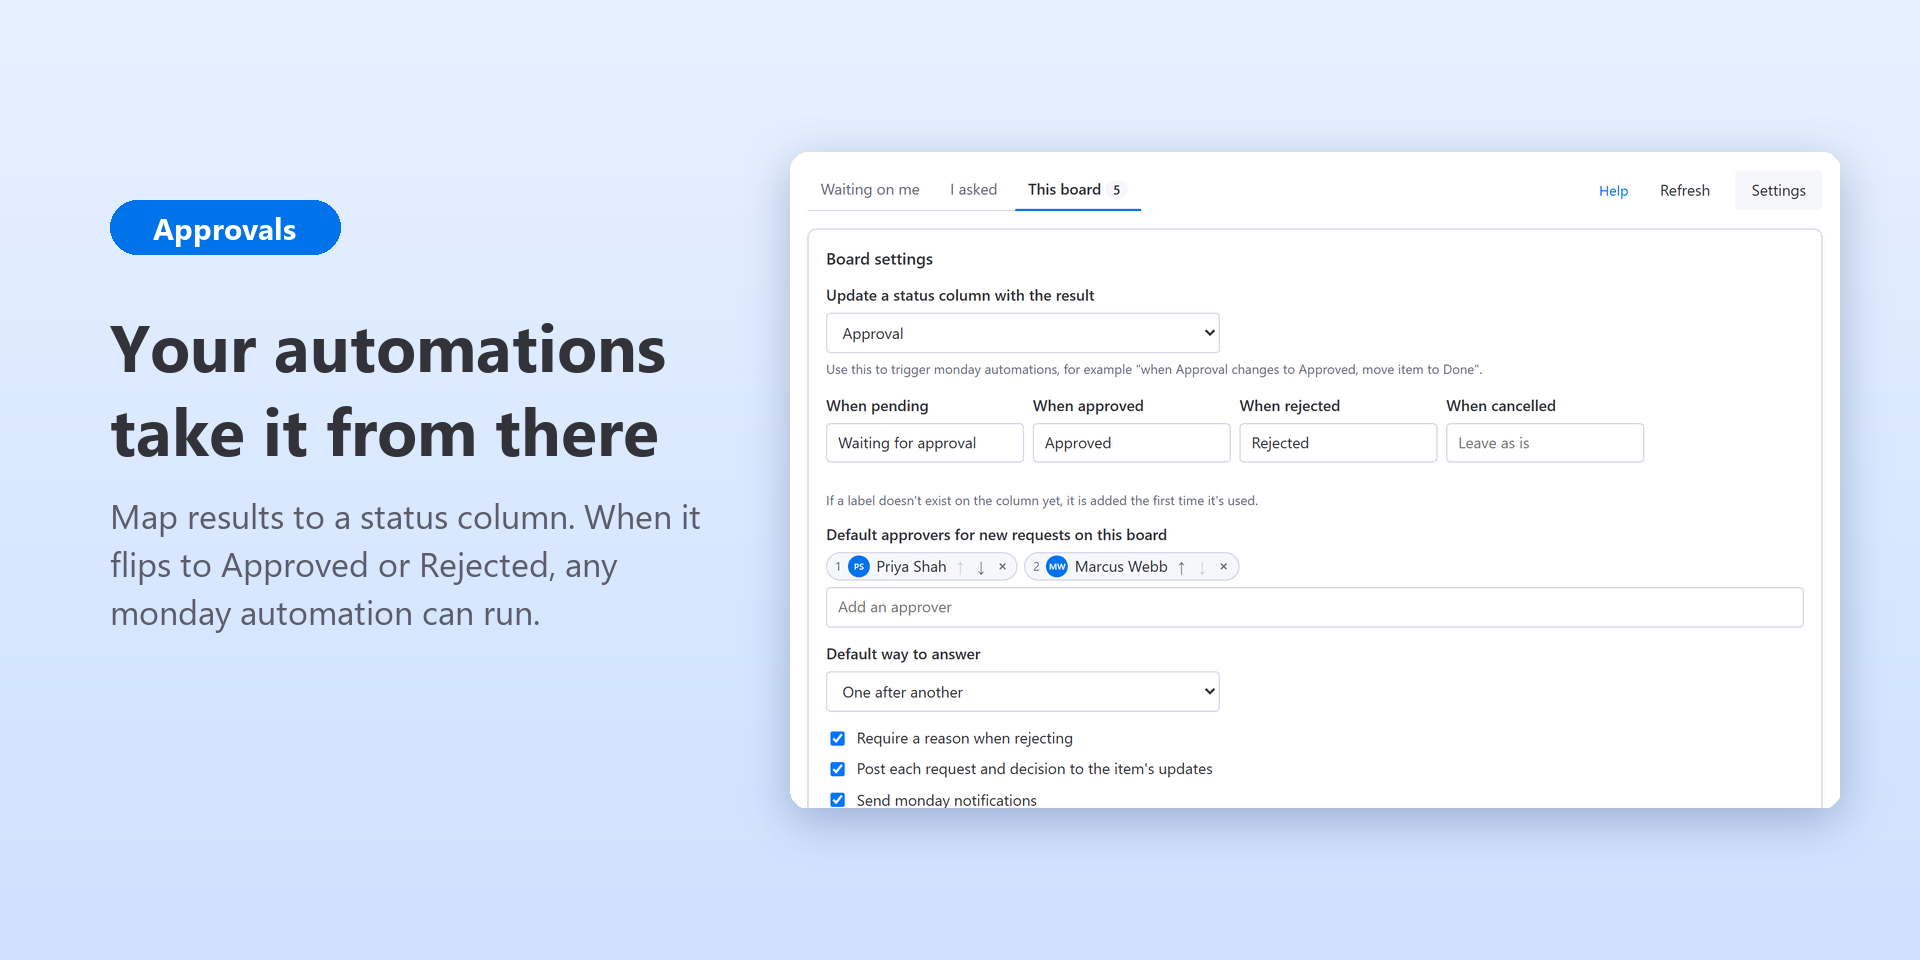 Approvals
Your automations
take it from there
Map results to a status column. When it
flips to Approved or Rejected, any
monday automation can run.
Waiting on me I asked This board 5 Help Refresh Settings
Board settings
Update a status column with the result
Approval
Use this to trigger monday automations, for example "when Approval changes to Approved, move item to Done".
When pending When approved When rejected When cancelled
Waiting for approval Approved Rejected Leave as is
If a label doesn't exist on the column yet, it is added the first time it's used.
Default approvers for new requests on this board
1 PS Priya Shah ↑ ↓ × 2 MW Marcus Webb ↑ ↓ ×
Add an approver
Default way to answer
One after another
Require a reason when rejecting
Post each request and decision to the item's updates
Send monday notifications